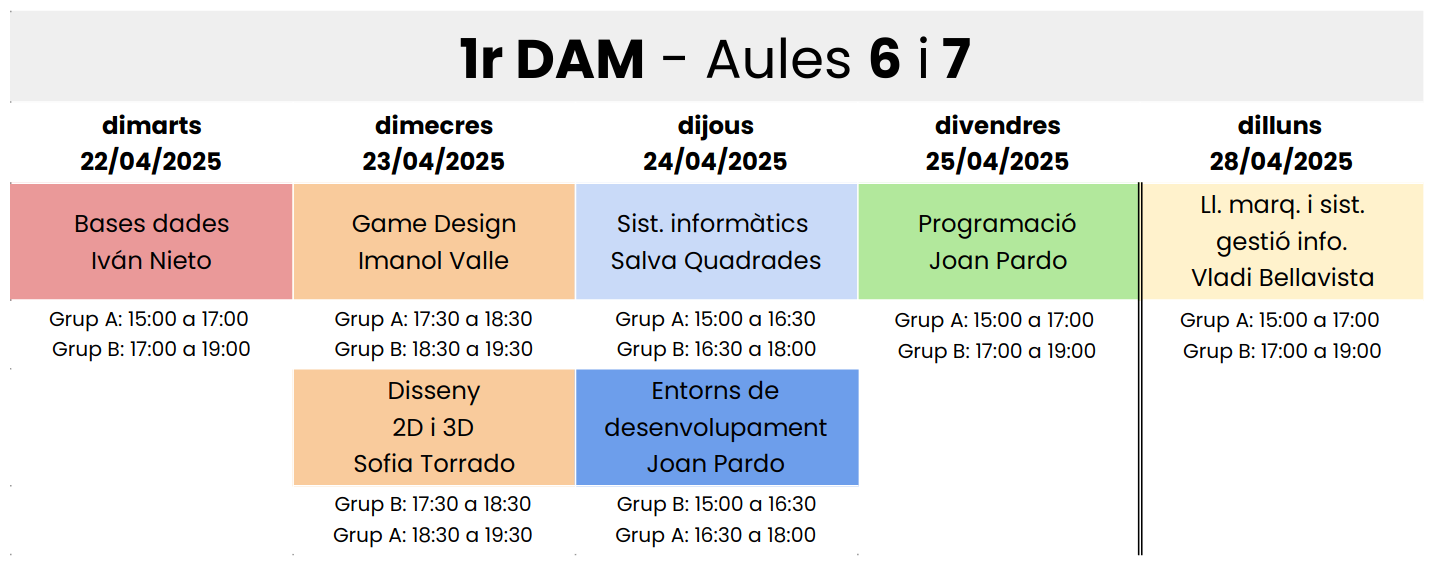 1r DAM - Aules 6 i 7
dimarts
22/04/2025
dimecres
23/04/2025
dijous
24/04/2025
divendres
25/04/2025
dilluns
28/04/2025
Bases dades
Iván Nieto
Game Design
Imanol Valle
Sist. informàtics
Salva Quadrades
Programació
Joan Pardo
Ll. marq. i sist.
gestió info.
Vladi Bellavista
Grup A: 15:00 a 17:00
Grup B: 17:00 a 19:00
Grup A: 17:30 a 18:30
Grup B: 18:30 a 19:30
Grup A: 15:00 a 16:30
Grup B: 16:30 a 18:00
Grup A: 15:00 a 17:00
Grup B: 17:00 a 19:00
Grup A: 15:00 a 17:00
Grup B: 17:00 a 19:00
Disseny
2D i 3D
Sofia Torrado
Entorns de
desenvolupament
Joan Pardo
Grup B: 17:30 a 18:30
Grup A: 18:30 a 19:30
Grup B: 15:00 a 16:30
Grup A: 16:30 a 18:00